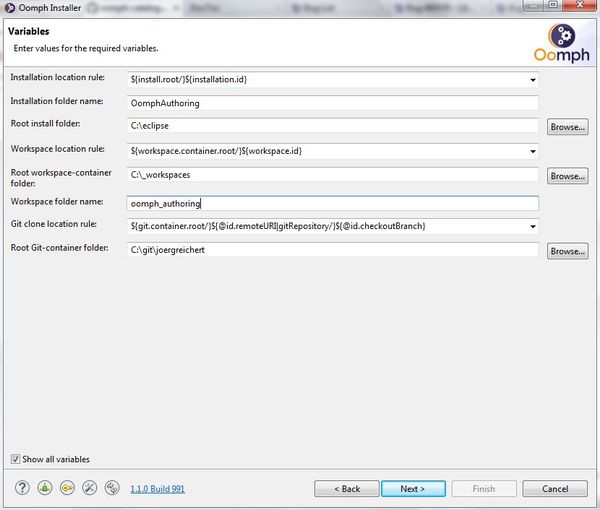 Oomph Installer
Variables
Enter values for the required variables.
Oomph
Installation location rule: ${install.root/}${installation.id}
Installation folder name: OomphAuthoring
Root install folder: C:\eclipse Browse...
Workspace location rule: ${workspace.container.root/}${workspace.id}
Root workspace-container folder: C:\_workspaces Browse...
Workspace folder name: oomph_authoring
Git clone location rule: ${git.container.root/}${@id.remoteURI|gitRepository/}${@id.checkoutBranch}
Root Git-container folder: C:\git\joergreichert Browse...
Show all variables
1.1.0 Build 991 < Back Next > Finish Cancel